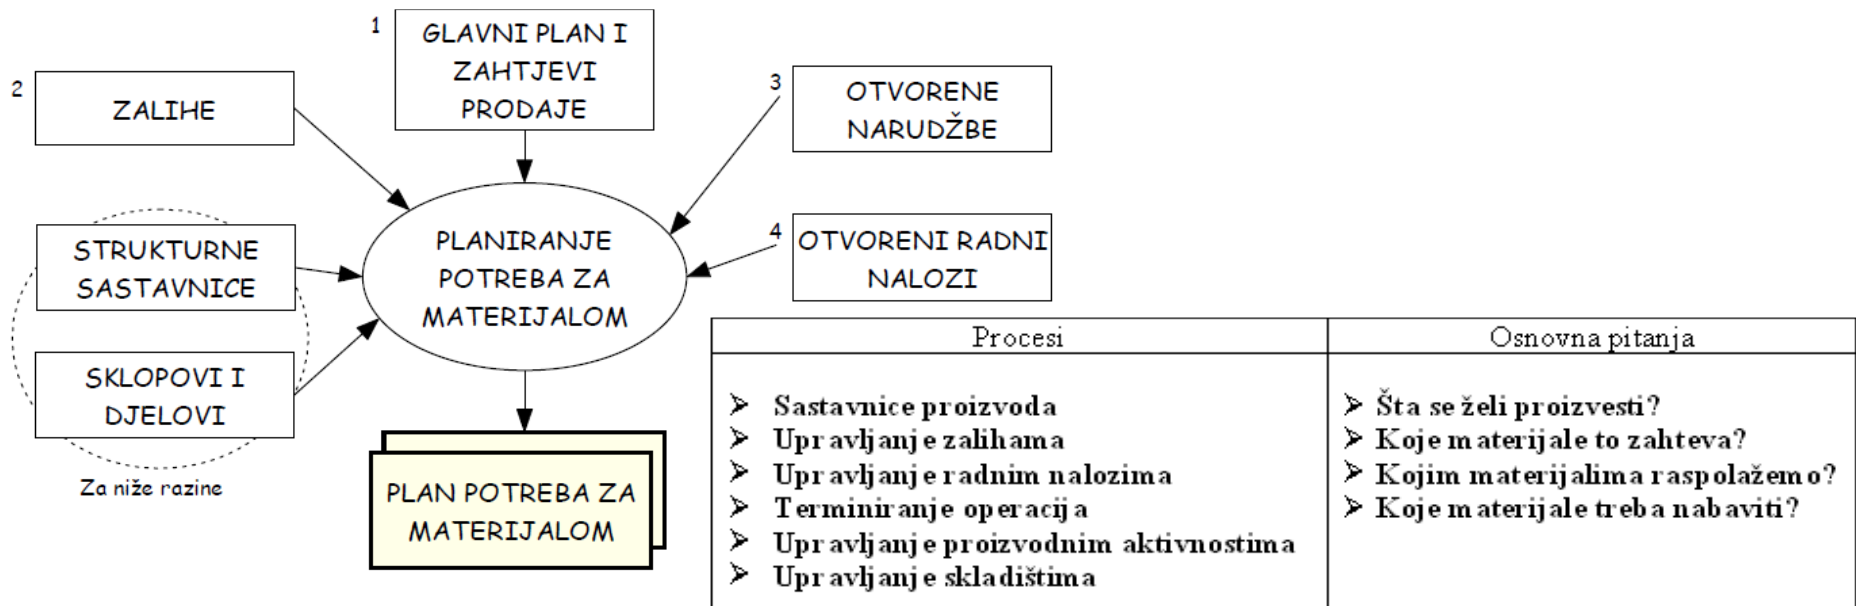 1
GLAVNI PLAN I
ZAHTJEVI
PRODAJE
2
ZALIHE
3
OTVORENE
NARUDŽBE
STRUKTURNE
SASTAVNICE
PLANIRANJE
POTREBA ZA
MATERIJALOM
4
OTVORENI RADNI
NALOZI
SKLOPOVI I
DJELOVI
Za niže razine
PLAN POTREBA ZA
MATERIJALOM
Procesi
Sastavnice proizvoda
Upravljanje zalihama
Upravljanje radnim nalozima
Terminiranje operacija
Upravljanje proizvodnim aktivnostima
Upravljanje skladištima
Osnovna pitanja
Šta se želi proizvesti?
Koje materijale to zahteva?
Kojim materijalima raspolažemo?
Koje materijale treba nabaviti?